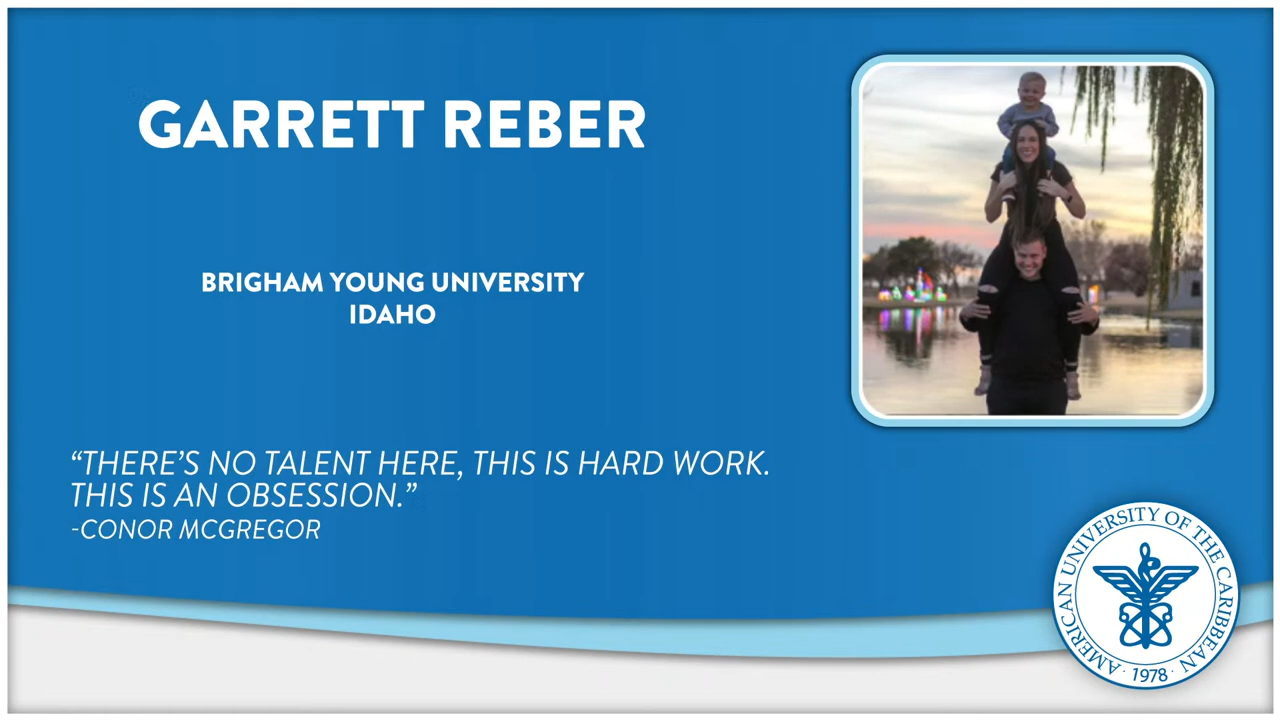 GARRETT REBER
BRIGHAM YOUNG UNIVERSITY
IDAHO
“THERE’S NO TALENT HERE, THIS IS HARD WORK.
THIS IS AN OBSESSION.”
-CONOR MCGREGOR
AMERICAN UNIVERSITY OF THE CARIBBEAN
· 1978 ·